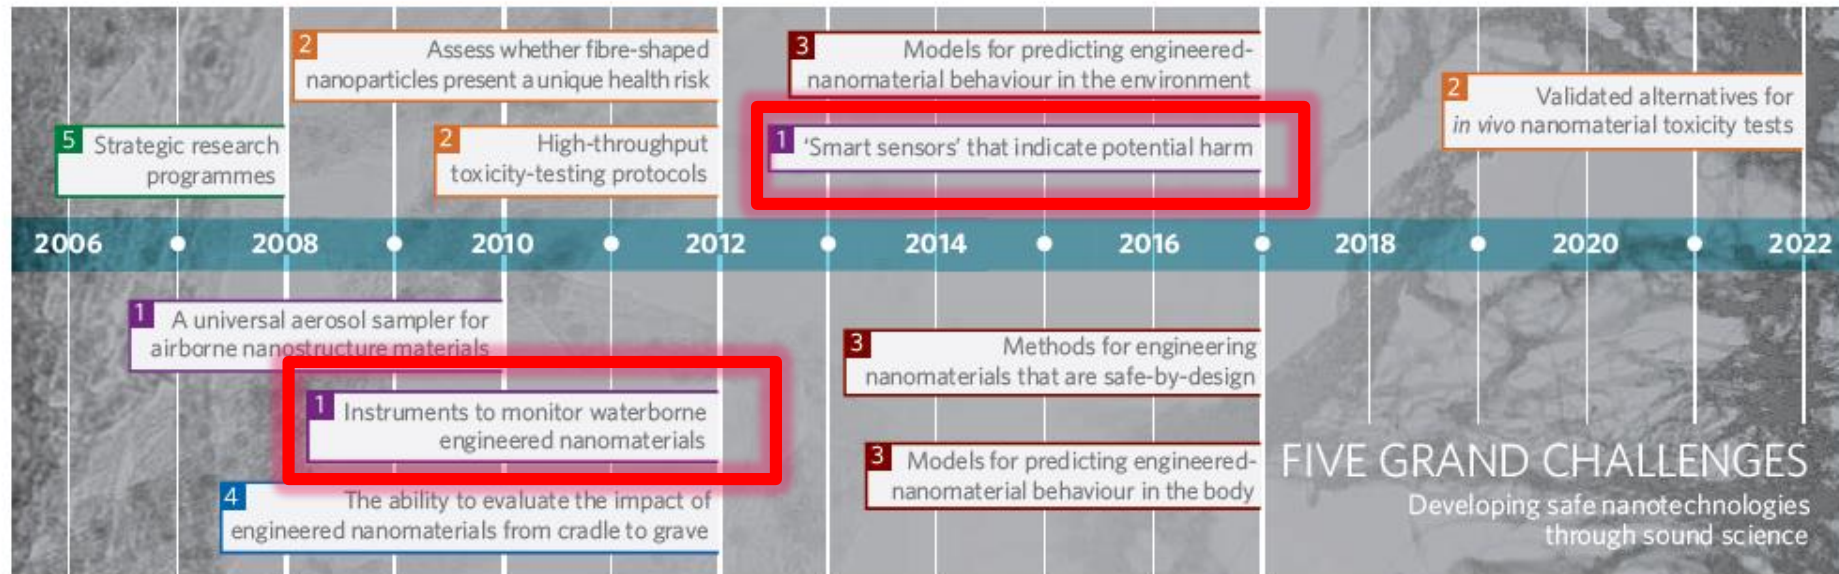 2
Assess whether fibre-shaped
nanoparticles present a unique health risk
3
Models for predicting engineered-
nanomaterial behaviour in the environment
2
Validated alternatives for
in vivo nanomaterial toxicity tests
5
Strategic research
programmes
2
High-throughput
toxicity-testing protocols
1
'Smart sensors' that indicate potential harm
2006 2008 2010 2012 2014 2016 2018 2020 2022
1
A universal aerosol sampler for
airborne nanostructure materials
3
Methods for engineering
nanomaterials that are safe-by-design
1
Instruments to monitor waterborne
engineered nanomaterials
3
Models for predicting engineered-
nanomaterial behaviour in the body
4
The ability to evaluate the impact of
engineered nanomaterials from cradle to grave
FIVE GRAND CHALLENGES
Developing safe nanotechnologies
through sound science